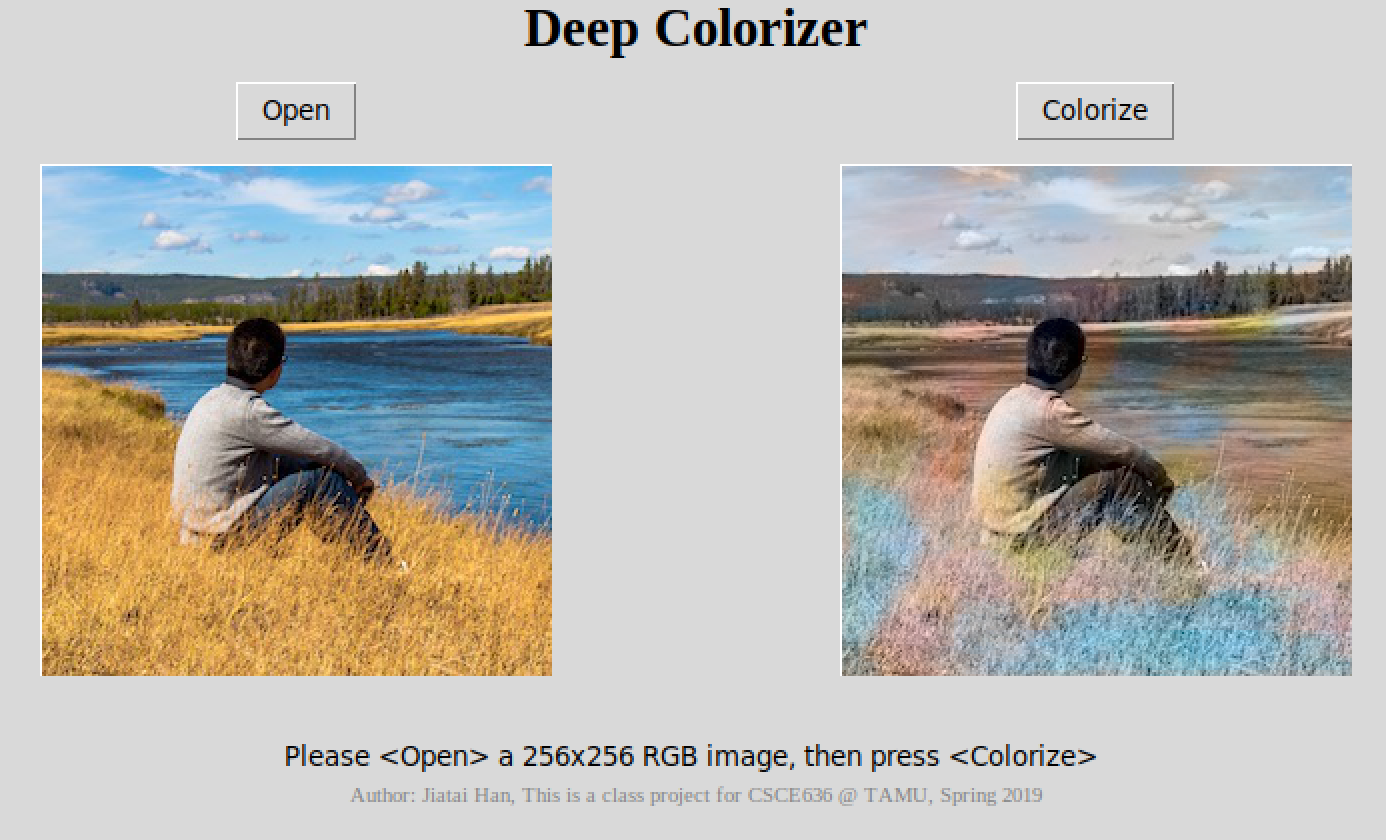 Deep Colorizer
Open
Colorize
Please <Open> a 256x256 RGB image, then press <Colorize>
Author: Jiatai Han, This is a class project for CSCE636 @ TAMU, Spring 2019